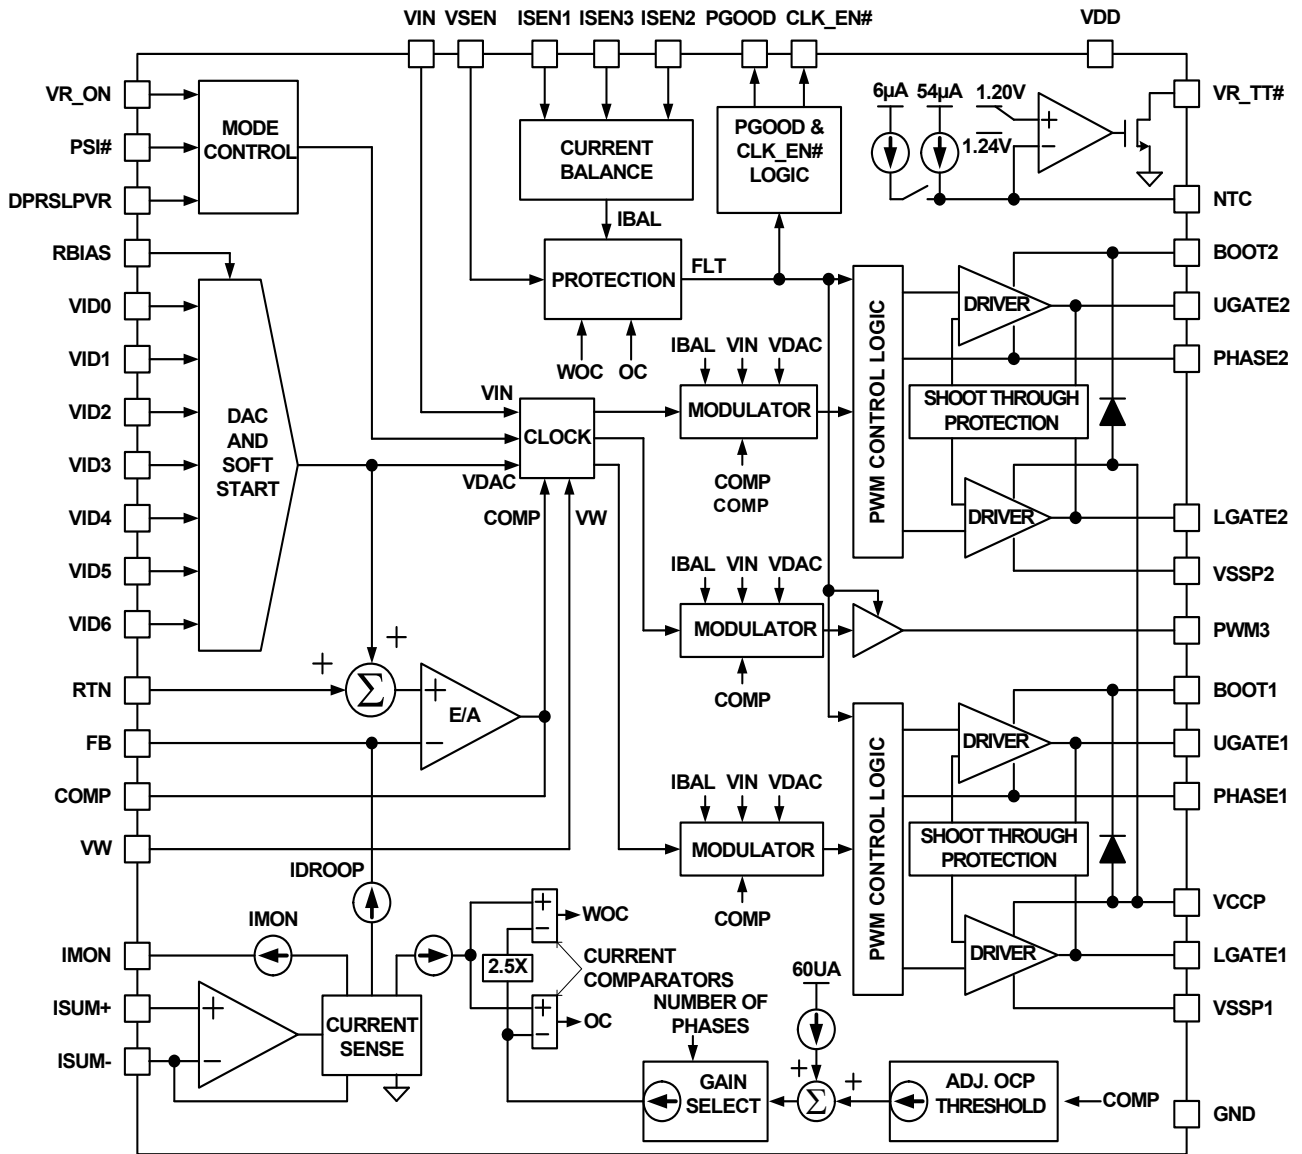 VIN VSEN ISEN1 ISEN3 ISEN2 PGOOD CLK_EN# VDD
VR_ON
PSI#
DPRSLPVR
MODE
CONTROL
CURRENT
BALANCE
PGOOD &
CLK_EN#
LOGIC
6µA 54µA 1.20V
1.24V
+
−
VR_TT#
NTC
RBIAS
VID0
VID1
VID2
VID3
VID4
VID5
VID6
DAC
AND
SOFT
START
IBAL
PROTECTION
FLT
WOC OC
VIN
VDAC
COMP
VW
CLOCK
IBAL VIN VDAC
MODULATOR
COMP
COMP
IBAL VIN VDAC
MODULATOR
COMP
IBAL VIN VDAC
MODULATOR
COMP
PWM CONTROL LOGIC
DRIVER
SHOOT THROUGH
PROTECTION
DRIVER
BOOT2
UGATE2
PHASE2
LGATE2
VSSP2
PWM3
PWM CONTROL LOGIC
DRIVER
SHOOT THROUGH
PROTECTION
DRIVER
BOOT1
UGATE1
PHASE1
VCCP
LGATE1
VSSP1
GND
RTN
FB
COMP
VW
+ +
Σ
+
−
E/A
IDROOP
IMON
IMON
ISUM+
ISUM-
+
−
CURRENT
SENSE
+
−
WOC
2.5X
CURRENT
COMPARATORS
+
−
OC
NUMBER OF
PHASES
60UA
GAIN
SELECT
+ +
Σ
ADJ. OCP
THRESHOLD
COMP